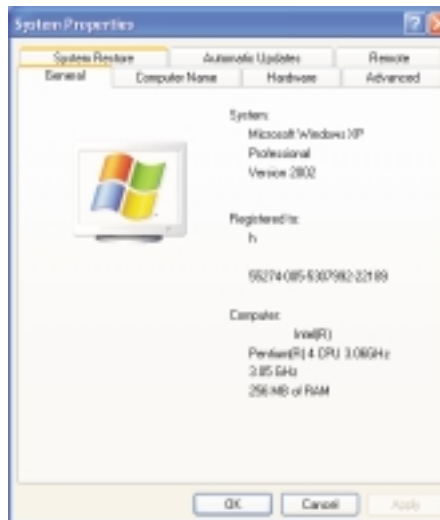 System Properties
System Restore Automatic Updates Remote
General Computer Name Hardware Advanced
System:
Microsoft Windows XP
Professional
Version 2002
Registered to:
h
55274-005-5307992-22189
Computer:
Intel(R)
Pentium(R) 4 CPU 3.06GHz
3.05 GHz
256 MB of RAM
OK Cancel Apply